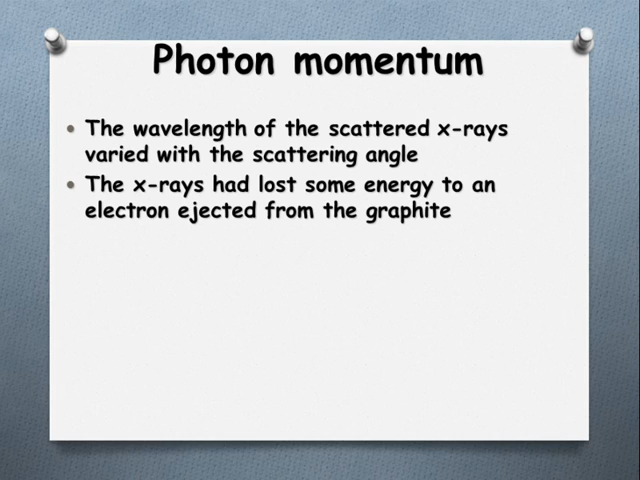 Photon momentum
• The wavelength of the scattered x-rays
varied with the scattering angle
• The x-rays had lost some energy to an
electron ejected from the graphite